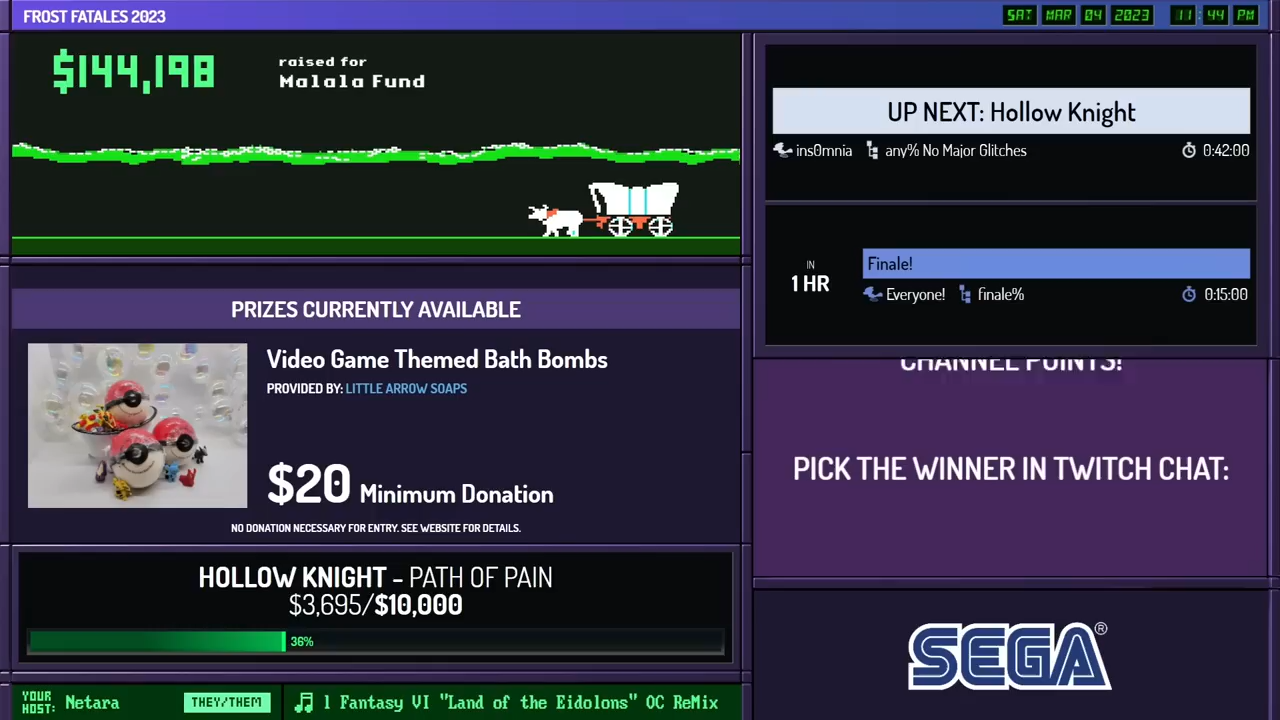 FROST FATALES 2023
SAT MAR 04 2023 11:44 PM
$144,198
raised for
Malala Fund
UP NEXT: Hollow Knight
ins0mnia any% No Major Glitches 0:42:00
IN
1 HR
Finale!
Everyone! finale% 0:15:00
PRIZES CURRENTLY AVAILABLE
Video Game Themed Bath Bombs
PROVIDED BY: LITTLE ARROW SOAPS
$20 Minimum Donation
NO DONATION NECESSARY FOR ENTRY. SEE WEBSITE FOR DETAILS.
CHANNEL POINTS!
PICK THE WINNER IN TWITCH CHAT:
HOLLOW KNIGHT - PATH OF PAIN
$3,695/$10,000
36%
SEGA®
YOUR
HOST:
Netara
THEY/THEM
l Fantasy VI "Land of the Eidolons" OC ReMix